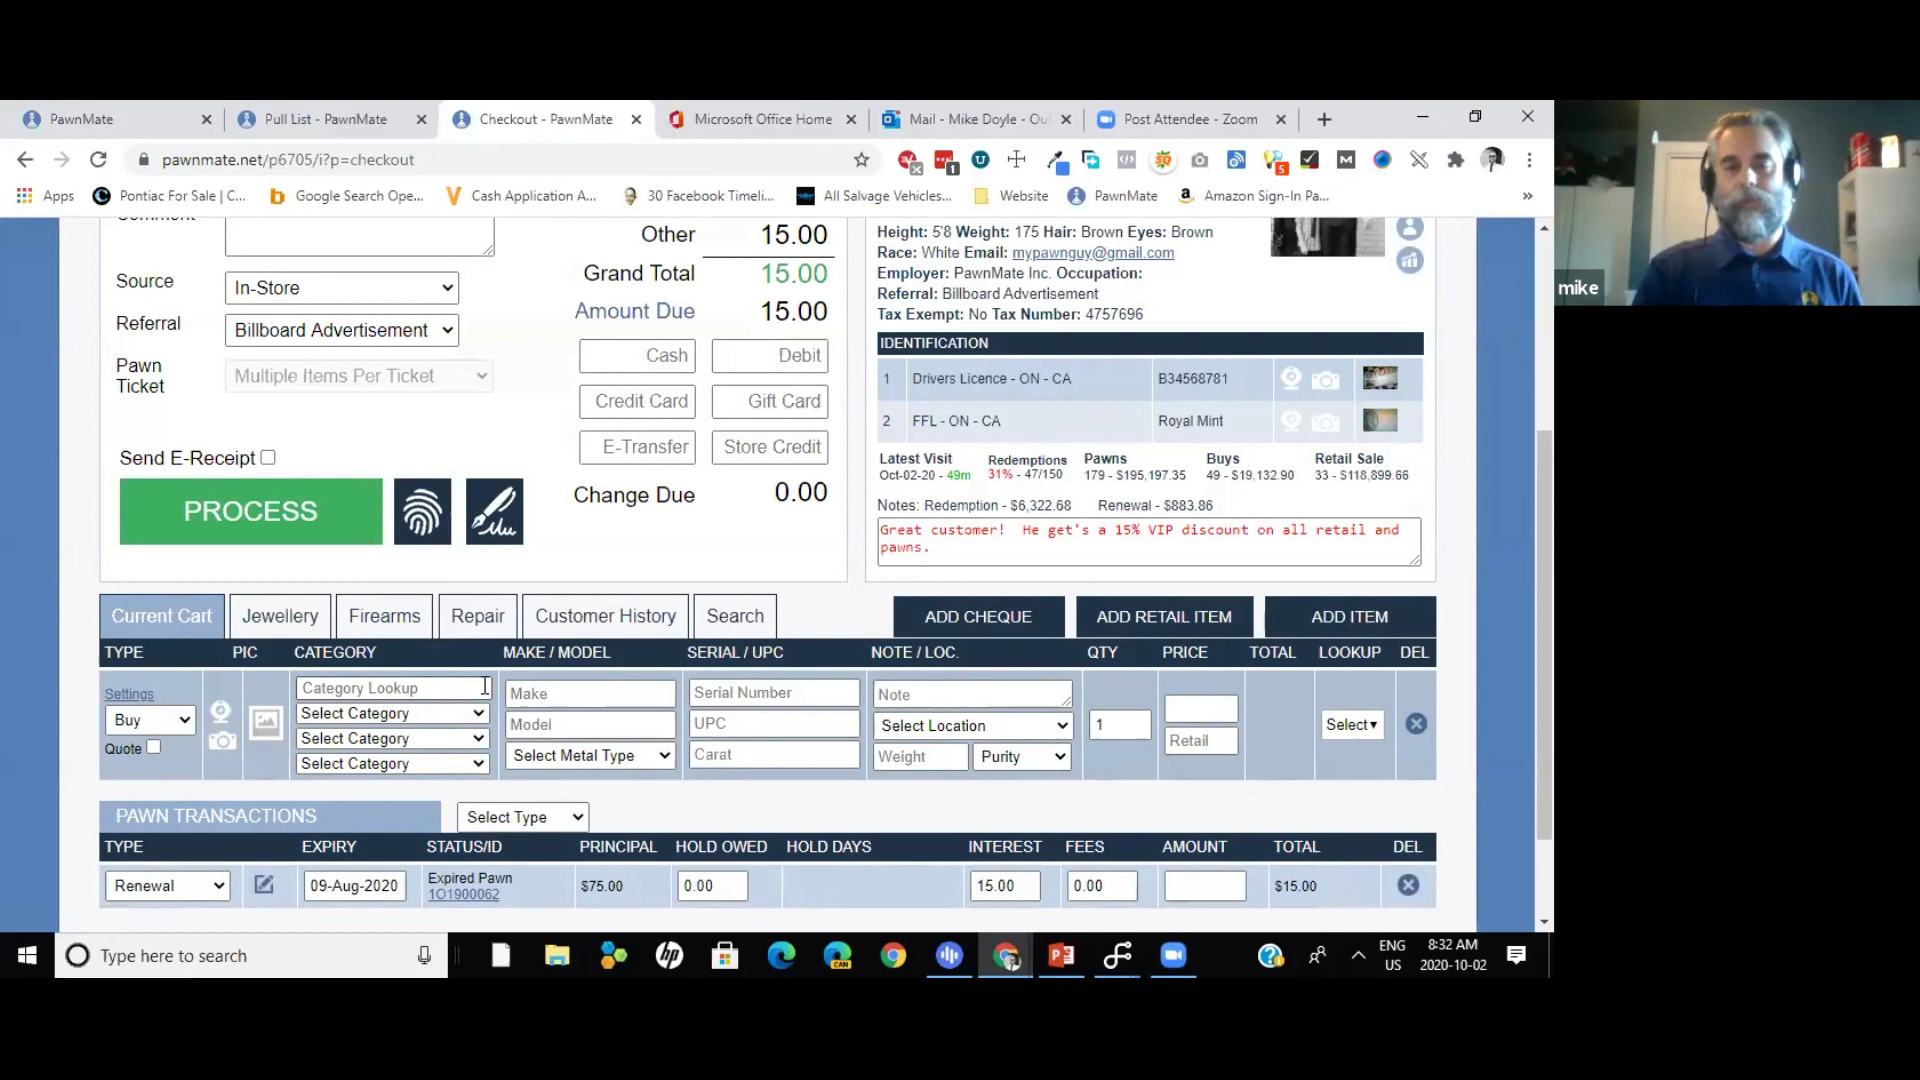 PawnMate
Pull List - PawnMate
Checkout - PawnMate
Microsoft Office Home
Mail - Mike Doyle - Ou
Post Attendee - Zoom
pawnmate.net/p6705/i?p=checkout
5
1
Apps
Pontiac For Sale | C...
Google Search Ope...
Cash Application A...
30 Facebook Timeli...
All Salvage Vehicles...
Website
PawnMate
Amazon Sign-In Pa...
mike
Comment
Other 15.00
Grand Total 15.00
Amount Due 15.00
Source In-Store
Referral Billboard Advertisement
Pawn Ticket Multiple Items Per Ticket
Cash Debit
Credit Card Gift Card
E-Transfer Store Credit
Change Due 0.00
Send E-Receipt
PROCESS
Height: 5'8 Weight: 175 Hair: Brown Eyes: Brown
Race: White Email: mypawnguy@gmail.com
Employer: PawnMate Inc. Occupation:
Referral: Billboard Advertisement
Tax Exempt: No Tax Number: 4757696
IDENTIFICATION
1 Drivers Licence - ON - CA B34568781
2 FFL - ON - CA Royal Mint
Latest Visit Redemptions Pawns Buys Retail Sale
Oct-02-20 - 49m 31% - 47/150 179 - $195,197.35 49 - $19,132.90 33 - $118,899.66
Notes: Redemption - $6,322.68 Renewal - $883.86
Great customer! He get's a 15% VIP discount on all retail and
pawns.
Current Cart Jewellery Firearms Repair Customer History Search ADD CHEQUE ADD RETAIL ITEM ADD ITEM
TYPE PIC CATEGORY MAKE / MODEL SERIAL / UPC NOTE / LOC. QTY PRICE TOTAL LOOKUP DEL
Settings Category Lookup Make Serial Number Note
Buy Select Category Model UPC Select Location 1 Select
Quote Select Category Retail
Select Category Select Metal Type Carat Weight Purity
PAWN TRANSACTIONS Select Type
TYPE EXPIRY STATUS/ID PRINCIPAL HOLD OWED HOLD DAYS INTEREST FEES AMOUNT TOTAL DEL
Renewal 09-Aug-2020 Expired Pawn $75.00 0.00 15.00 0.00 $15.00
1O1900062
Type here to search
CAN
ENG 8:32 AM
US 2020-10-02